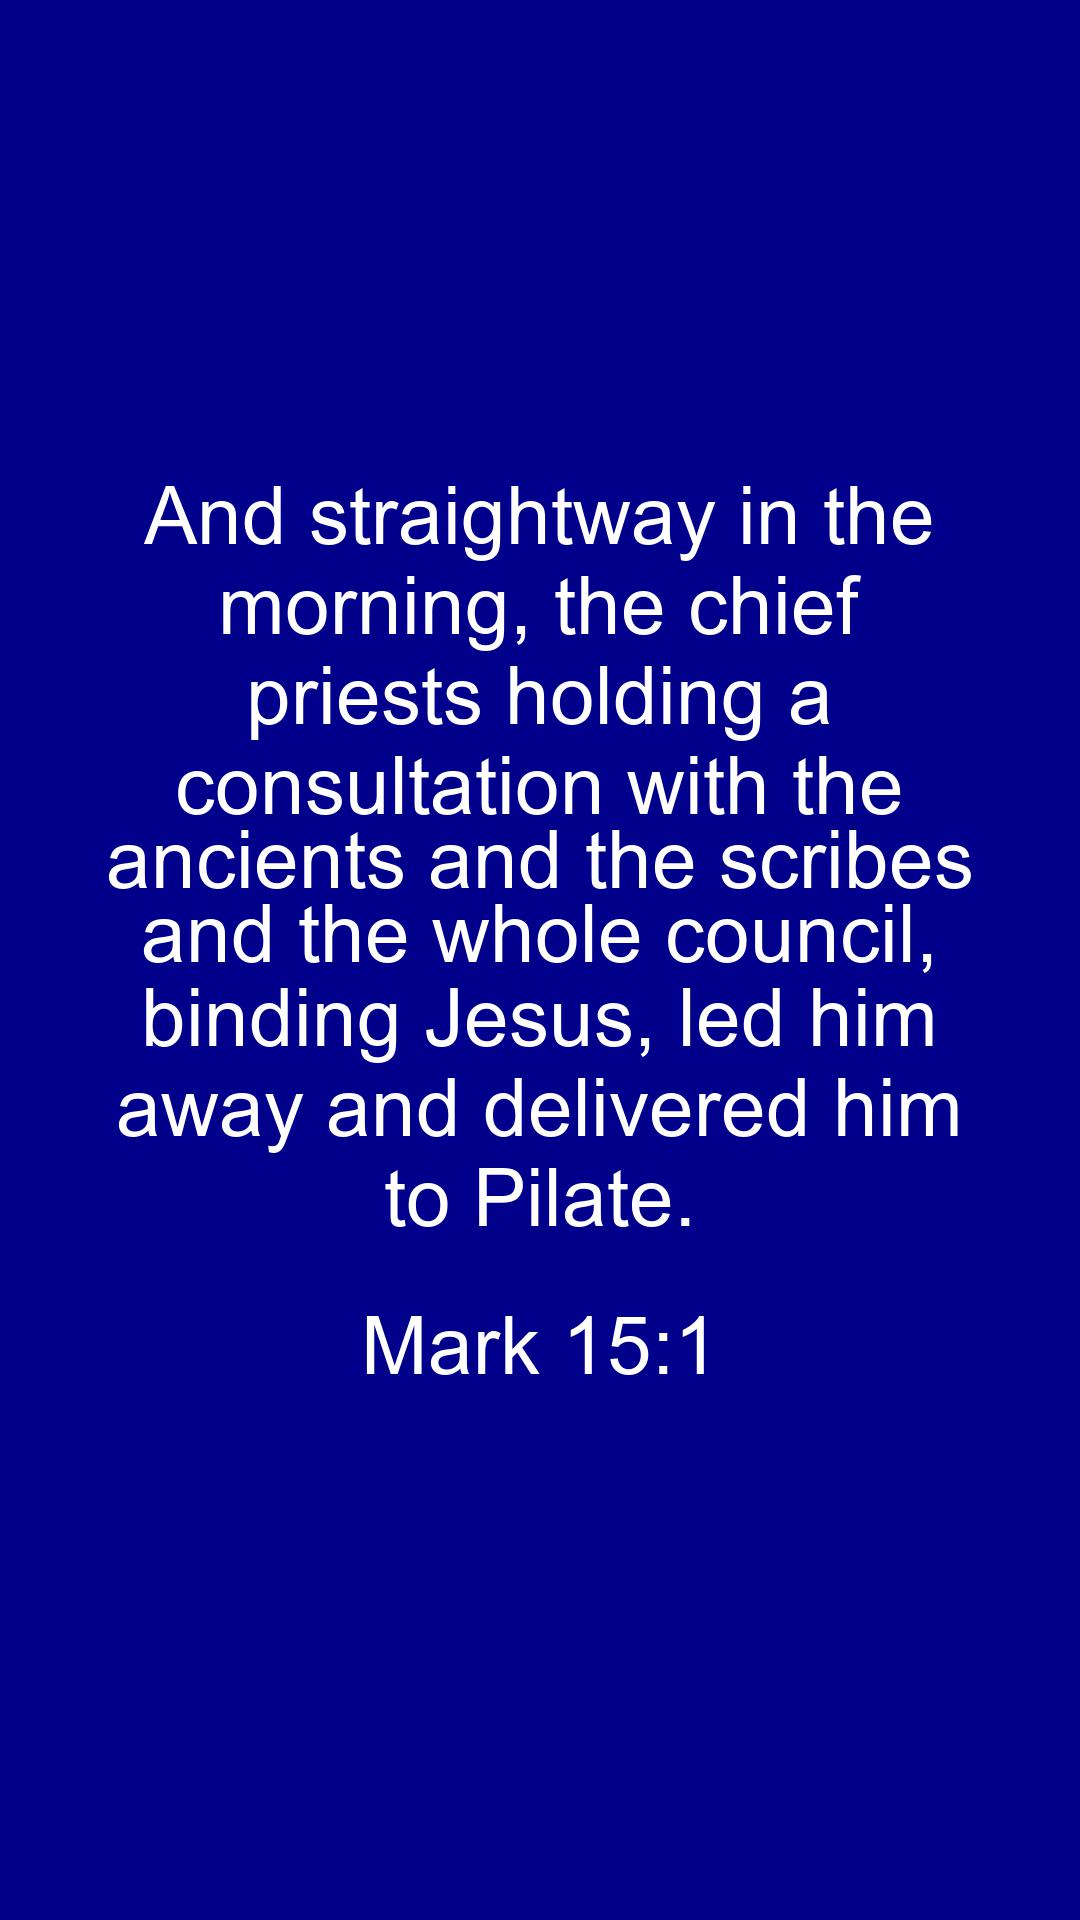 And straightway in the
morning, the chief
priests holding a
consultation with the
ancients and the scribes
and the whole council,
binding Jesus, led him
away and delivered him
to Pilate.
Mark 15:1